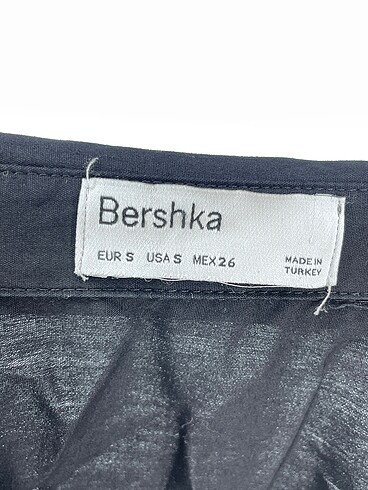 Bershka
EUR S USA S MEX 26
MADE IN
TURKEY